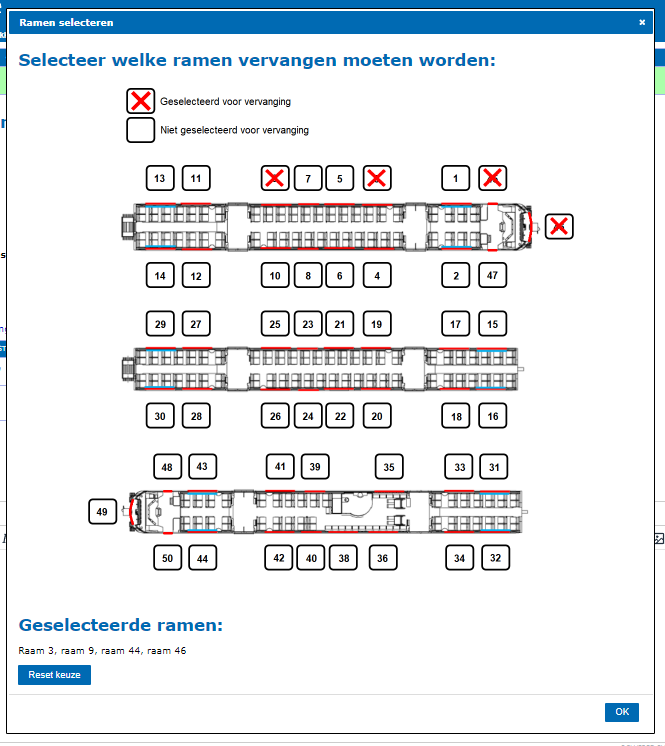 Ramen selecteren
Selecteer welke ramen vervangen moeten worden:
Geselecteerd voor vervanging
Niet geselecteerd voor vervanging
13 11 7 5 1
14 12 10 8 6 4 2 47
29 27 25 23 21 19 17 15
30 28 26 24 22 20 18 16
48 43 41 39 35 33 31
49
50 44 42 40 38 36 34 32
Geselecteerde ramen:
Raam 3, raam 9, raam 44, raam 46
Reset keuze
OK